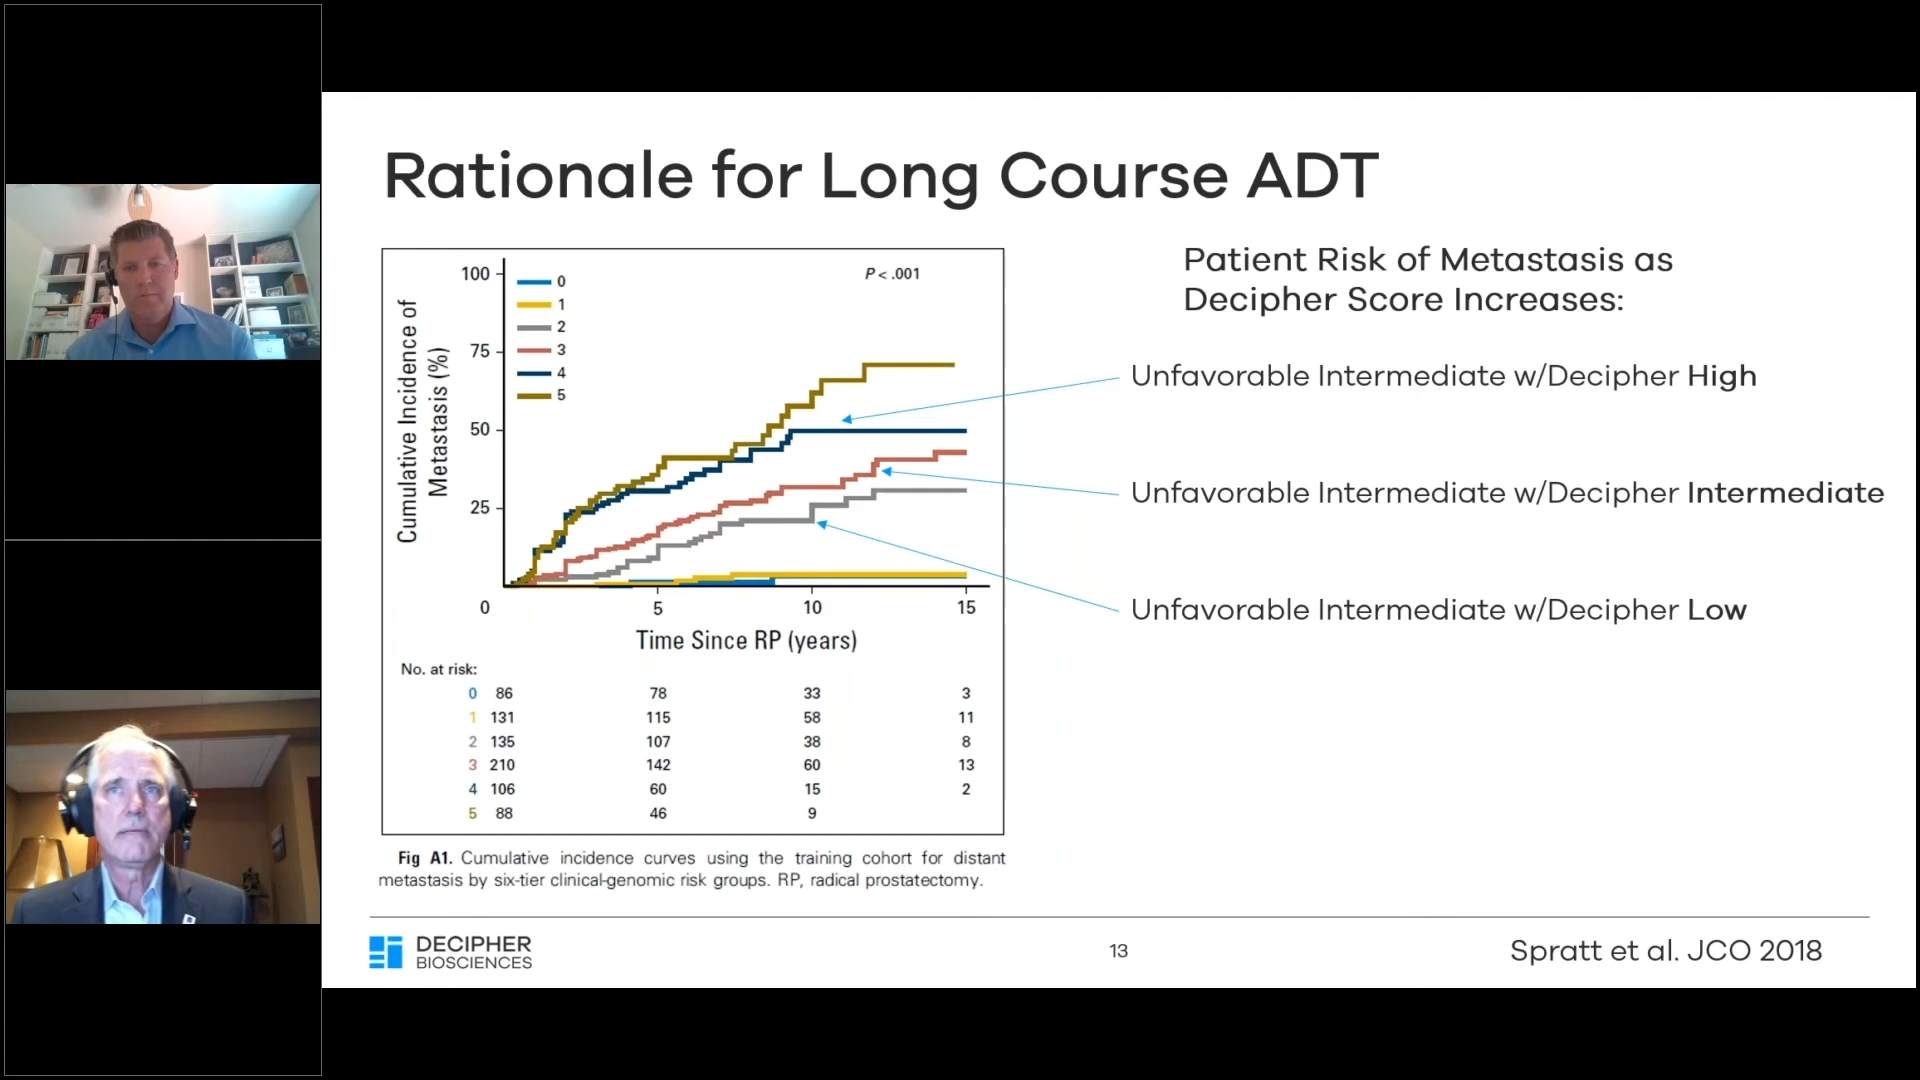 Rationale for Long Course ADT
Cumulative Incidence of
Metastasis (%)
100
75
50
25
0
5
10
15
0
1
2
3
4
5
P < .001
Time Since RP (years)
No. at risk:
0 86 78 33 3
1 131 115 58 11
2 135 107 38 8
3 210 142 60 13
4 106 60 15 2
5 88 46 9
Fig A1. Cumulative incidence curves using the training cohort for distant
metastasis by six-tier clinical-genomic risk groups. RP, radical prostatectomy.
Patient Risk of Metastasis as
Decipher Score Increases:
Unfavorable Intermediate w/Decipher High
Unfavorable Intermediate w/Decipher Intermediate
Unfavorable Intermediate w/Decipher Low
DECIPHER
BIOSCIENCES
13
Spratt et al. JCO 2018